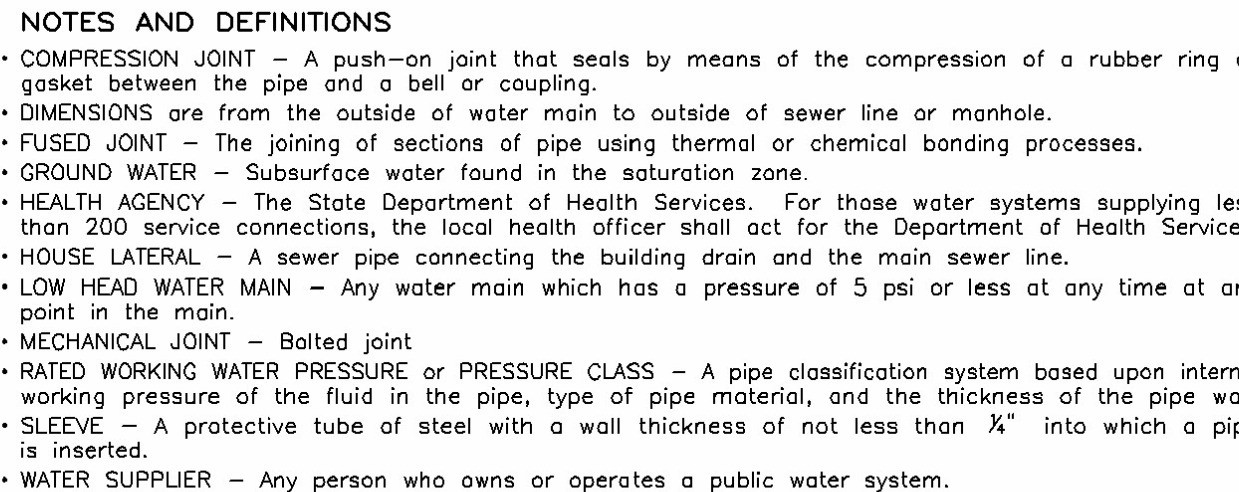 NOTES AND DEFINITIONS
• COMPRESSION JOINT – A push–on joint that seals by means of the compression of a rubber ring
gasket between the pipe and a bell or coupling.
• DIMENSIONS are from the outside of water main to outside of sewer line or manhole.
• FUSED JOINT – The joining of sections of pipe using thermal or chemical bonding processes.
• GROUND WATER – Subsurface water found in the saturation zone.
• HEALTH AGENCY – The State Department of Health Services. For those water systems supplying
than 200 service connections, the local health officer shall act for the Department of Health
• HOUSE LATERAL – A sewer pipe connecting the building drain and the main sewer line.
• LOW HEAD WATER MAIN – Any water main which has a pressure of 5 psi or less at any time at
point in the main.
• MECHANICAL JOINT – Bolted joint
• RATED WORKING WATER PRESSURE or PRESSURE CLASS – A pipe classification system based upon
working pressure of the fluid in the pipe, type of pipe material, and the thickness of the pipe
• SLEEVE – A protective tube of steel with a wall thickness of not less than ¼" into which a
is inserted.
• WATER SUPPLIER – Any person who owns or operates a public water system.